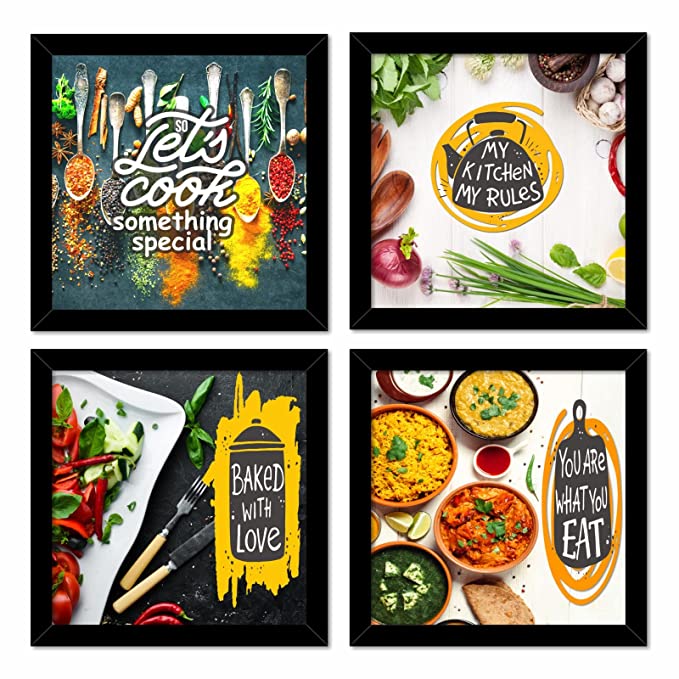 so
Let's
cook
something
special
MY
KITCHEN
MY RULES
BAKED
WITH
LOVE
YOU ARE
WHAT YOU
EAT